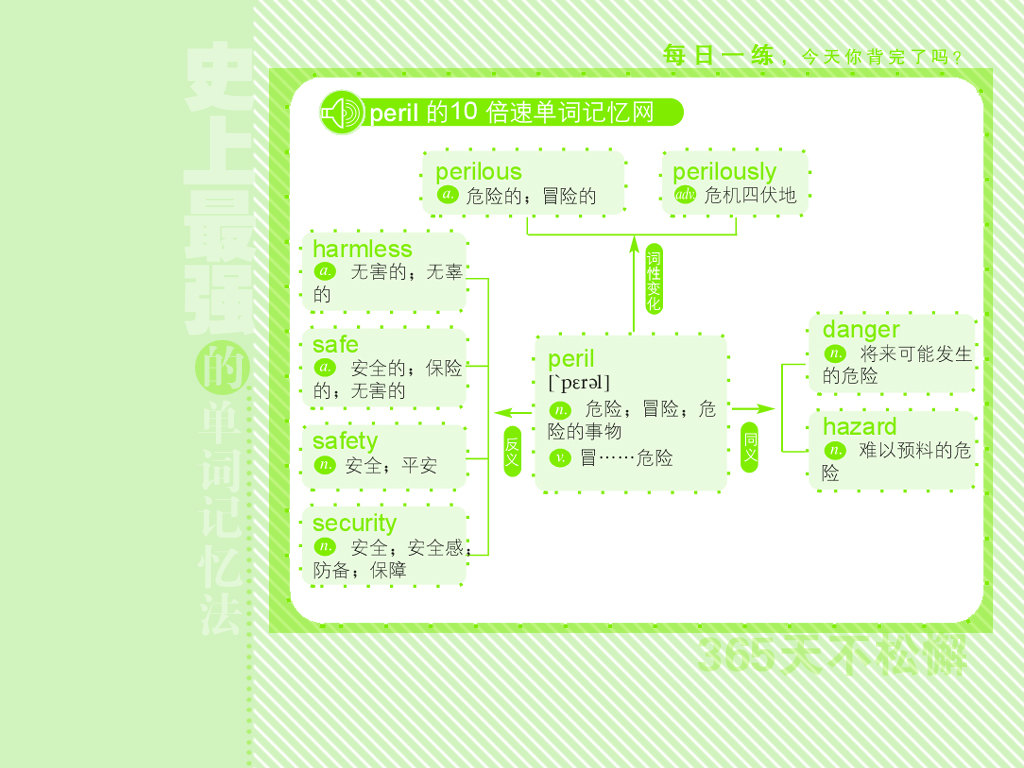 每日一练，今天你背完了吗?
史上最强的单词记忆法
peril 的10 倍速单词记忆网
perilous
a. 危险的；冒险的
perilously
adv. 危机四伏地
词性变化
harmless
a. 无害的；无辜
的
safe
a. 安全的；保险
的；无害的
safety
n. 安全；平安
security
n. 安全；安全感；
防备；保障
反义
peril
[`pɛrəl]
n. 危险；冒险；危
险的事物
v. 冒……危险
同义
danger
n. 将来可能发生
的危险
hazard
n. 难以预料的危
险
365天不松懈